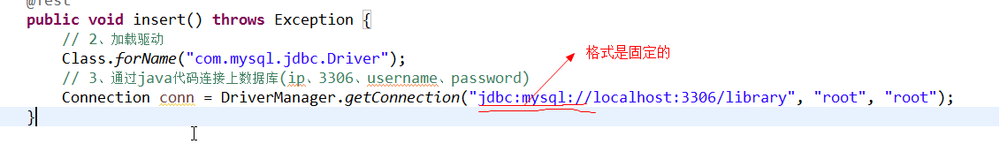 @Test
public void insert() throws Exception {
// 2、加载驱动
Class.forName("com.mysql.jdbc.Driver");
格式是固定的
// 3、通过java代码连接上数据库(ip、3306、username、password)
Connection conn = DriverManager.getConnection("jdbc:mysql://localhost:3306/library", "root", "root");
}